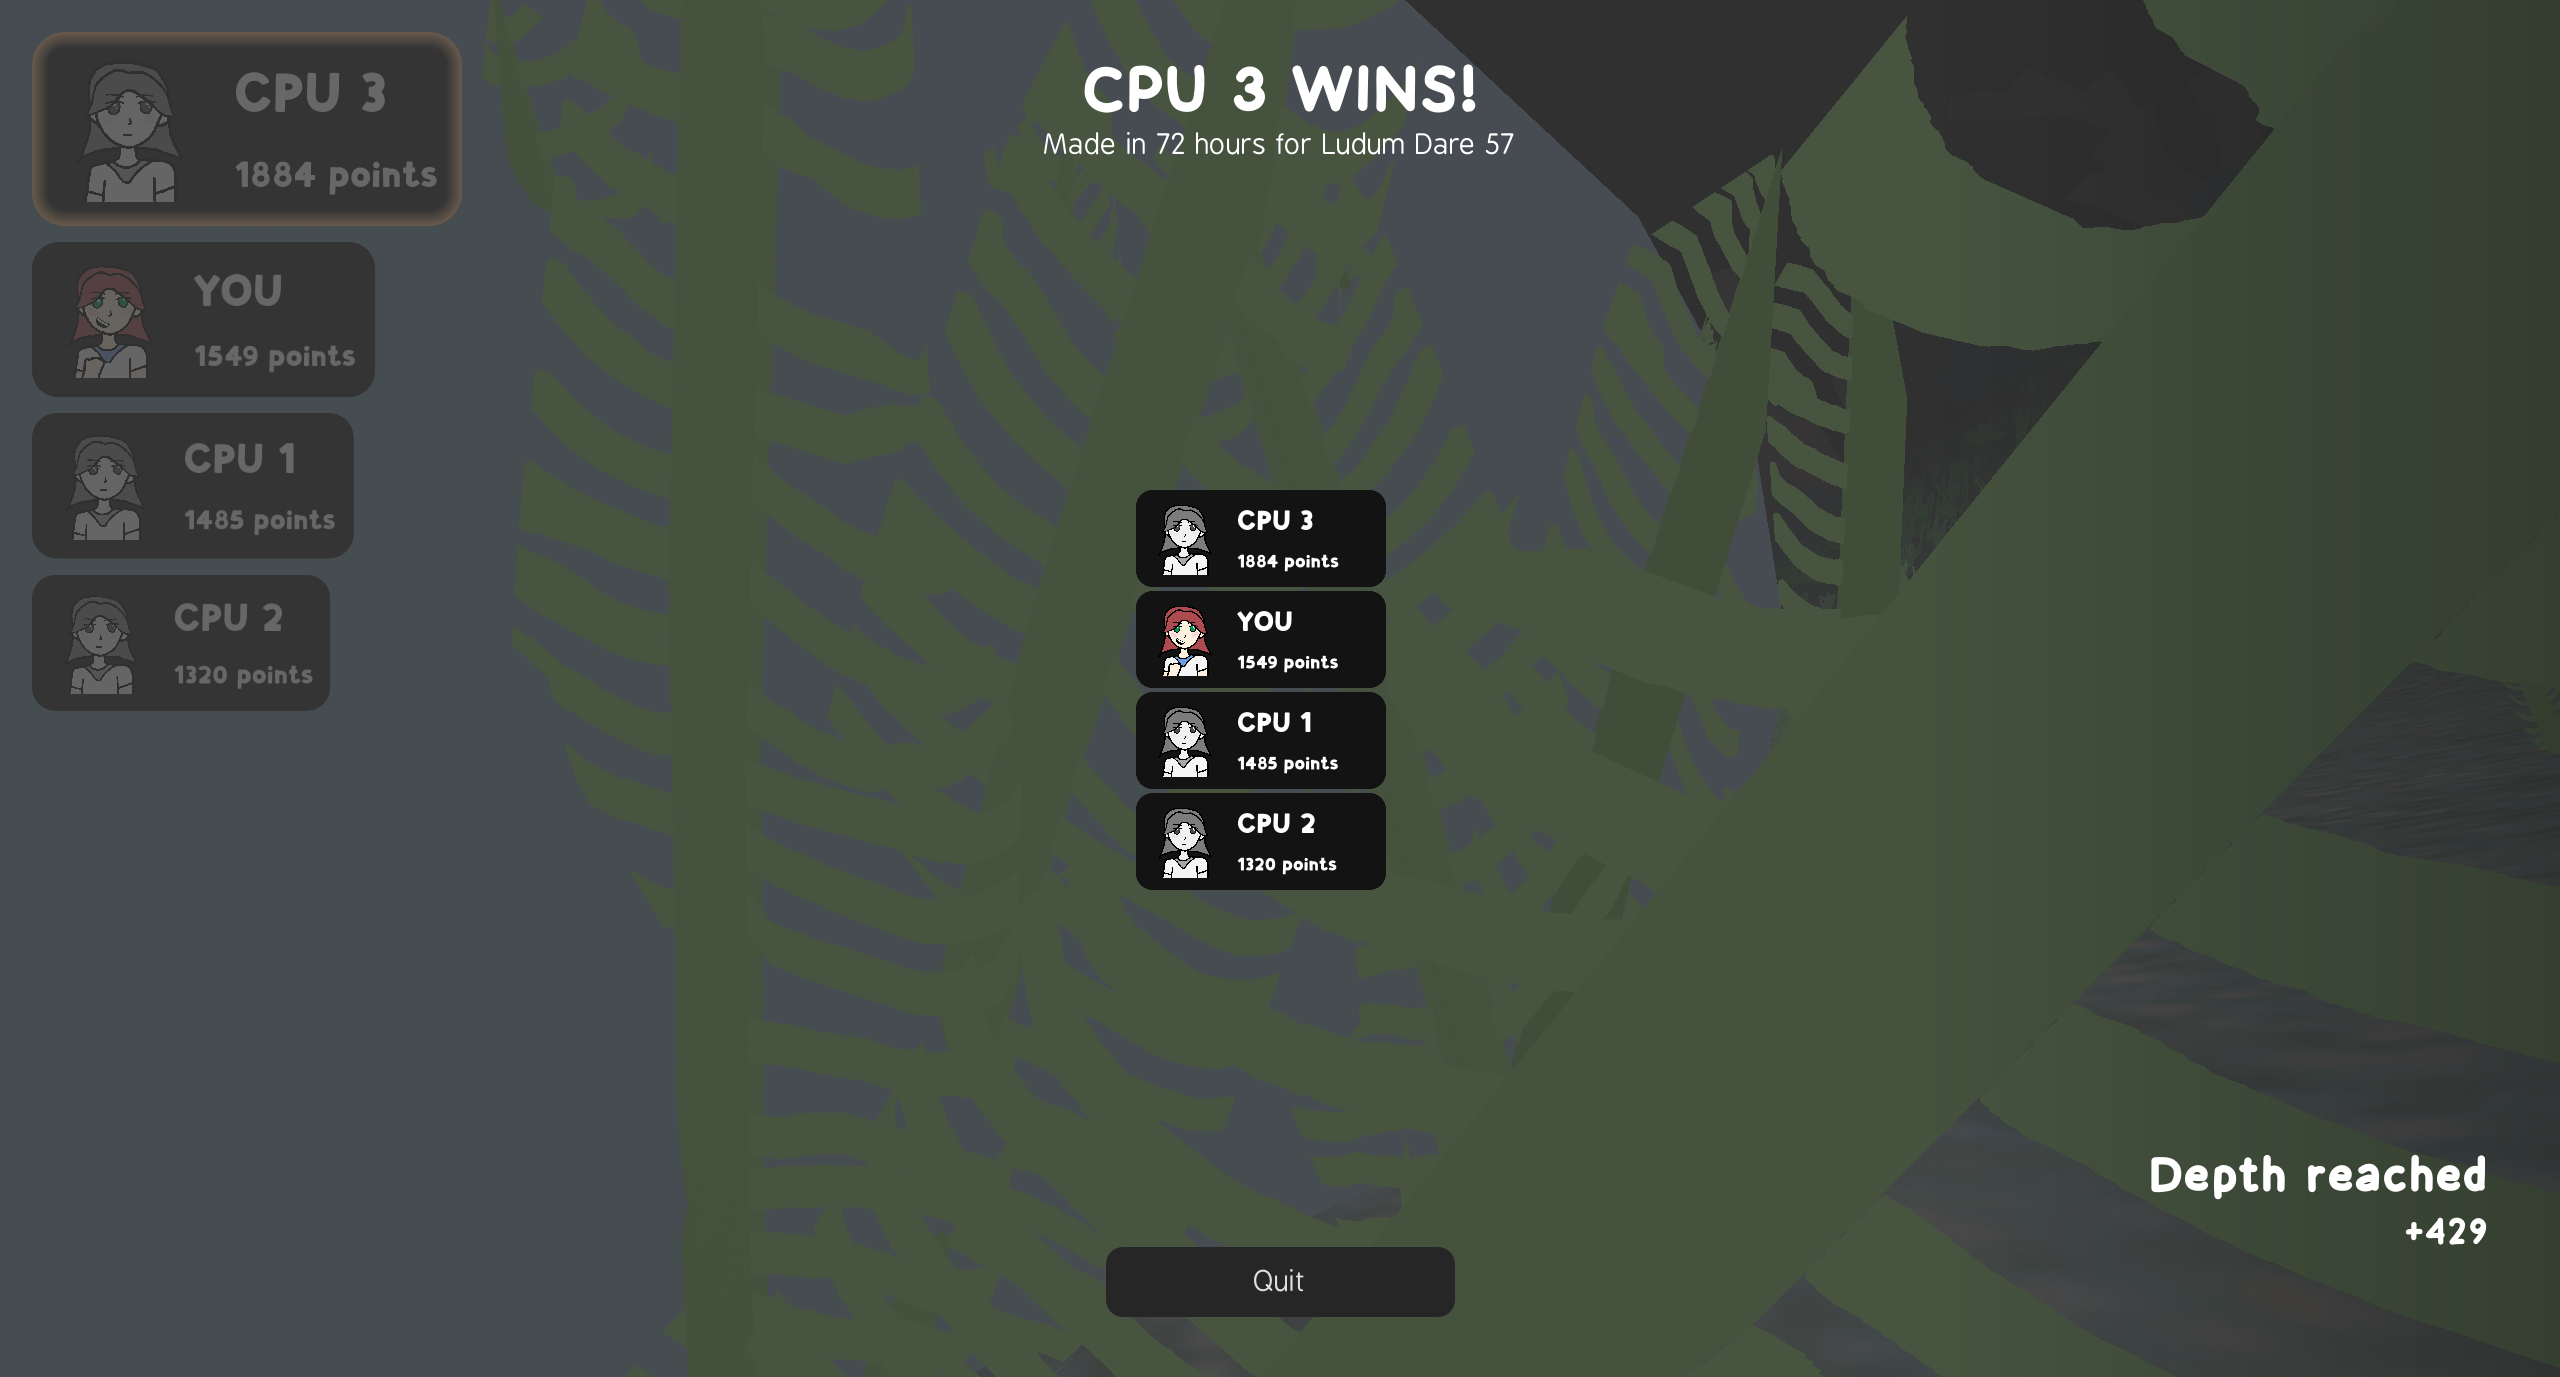 CPU 3 WINS!
Made in 72 hours for Ludum Dare 57
CPU 3
1884 points
YOU
1549 points
CPU 1
1485 points
CPU 2
1320 points
CPU 3
1884 points
YOU
1549 points
CPU 1
1485 points
CPU 2
1320 points
Depth reached
+429
Quit